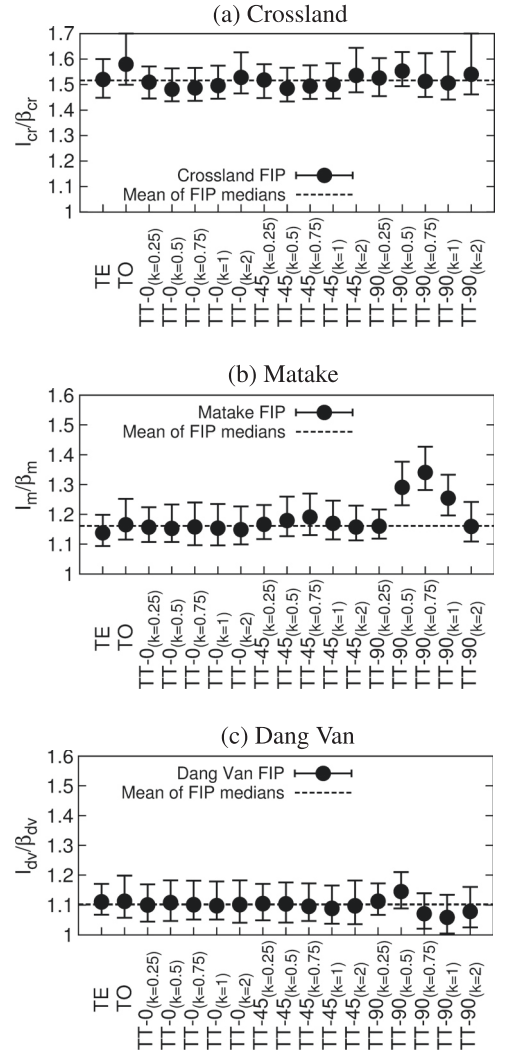 (a) Crossland
1.7
1.6
1.5
1.4
1.3
1.2
1.1
1
I_cr/β_cr
Crossland FIP
Mean of FIP medians
TE
TO
TT-0(k=0.25)
TT-0(k=0.5)
TT-0(k=0.75)
TT-0(k=1)
TT-0(k=2)
TT-45(k=0.25)
TT-45(k=0.5)
TT-45(k=0.75)
TT-45(k=1)
TT-45(k=2)
TT-90(k=0.25)
TT-90(k=0.5)
TT-90(k=0.75)
TT-90(k=1)
TT-90(k=2)
(b) Matake
1.6
1.5
1.4
1.3
1.2
1.1
1
I_m/β_m
Matake FIP
Mean of FIP medians
TE
TO
TT-0(k=0.25)
TT-0(k=0.5)
TT-0(k=0.75)
TT-0(k=1)
TT-0(k=2)
TT-45(k=0.25)
TT-45(k=0.5)
TT-45(k=0.75)
TT-45(k=1)
TT-45(k=2)
TT-90(k=0.25)
TT-90(k=0.5)
TT-90(k=0.75)
TT-90(k=1)
TT-90(k=2)
(c) Dang Van
1.6
1.5
1.4
1.3
1.2
1.1
1
I_dv/β_dv
Dang Van FIP
Mean of FIP medians
TE
TO
TT-0(k=0.25)
TT-0(k=0.5)
TT-0(k=0.75)
TT-0(k=1)
TT-0(k=2)
TT-45(k=0.25)
TT-45(k=0.5)
TT-45(k=0.75)
TT-45(k=1)
TT-45(k=2)
TT-90(k=0.25)
TT-90(k=0.5)
TT-90(k=0.75)
TT-90(k=1)
TT-90(k=2)